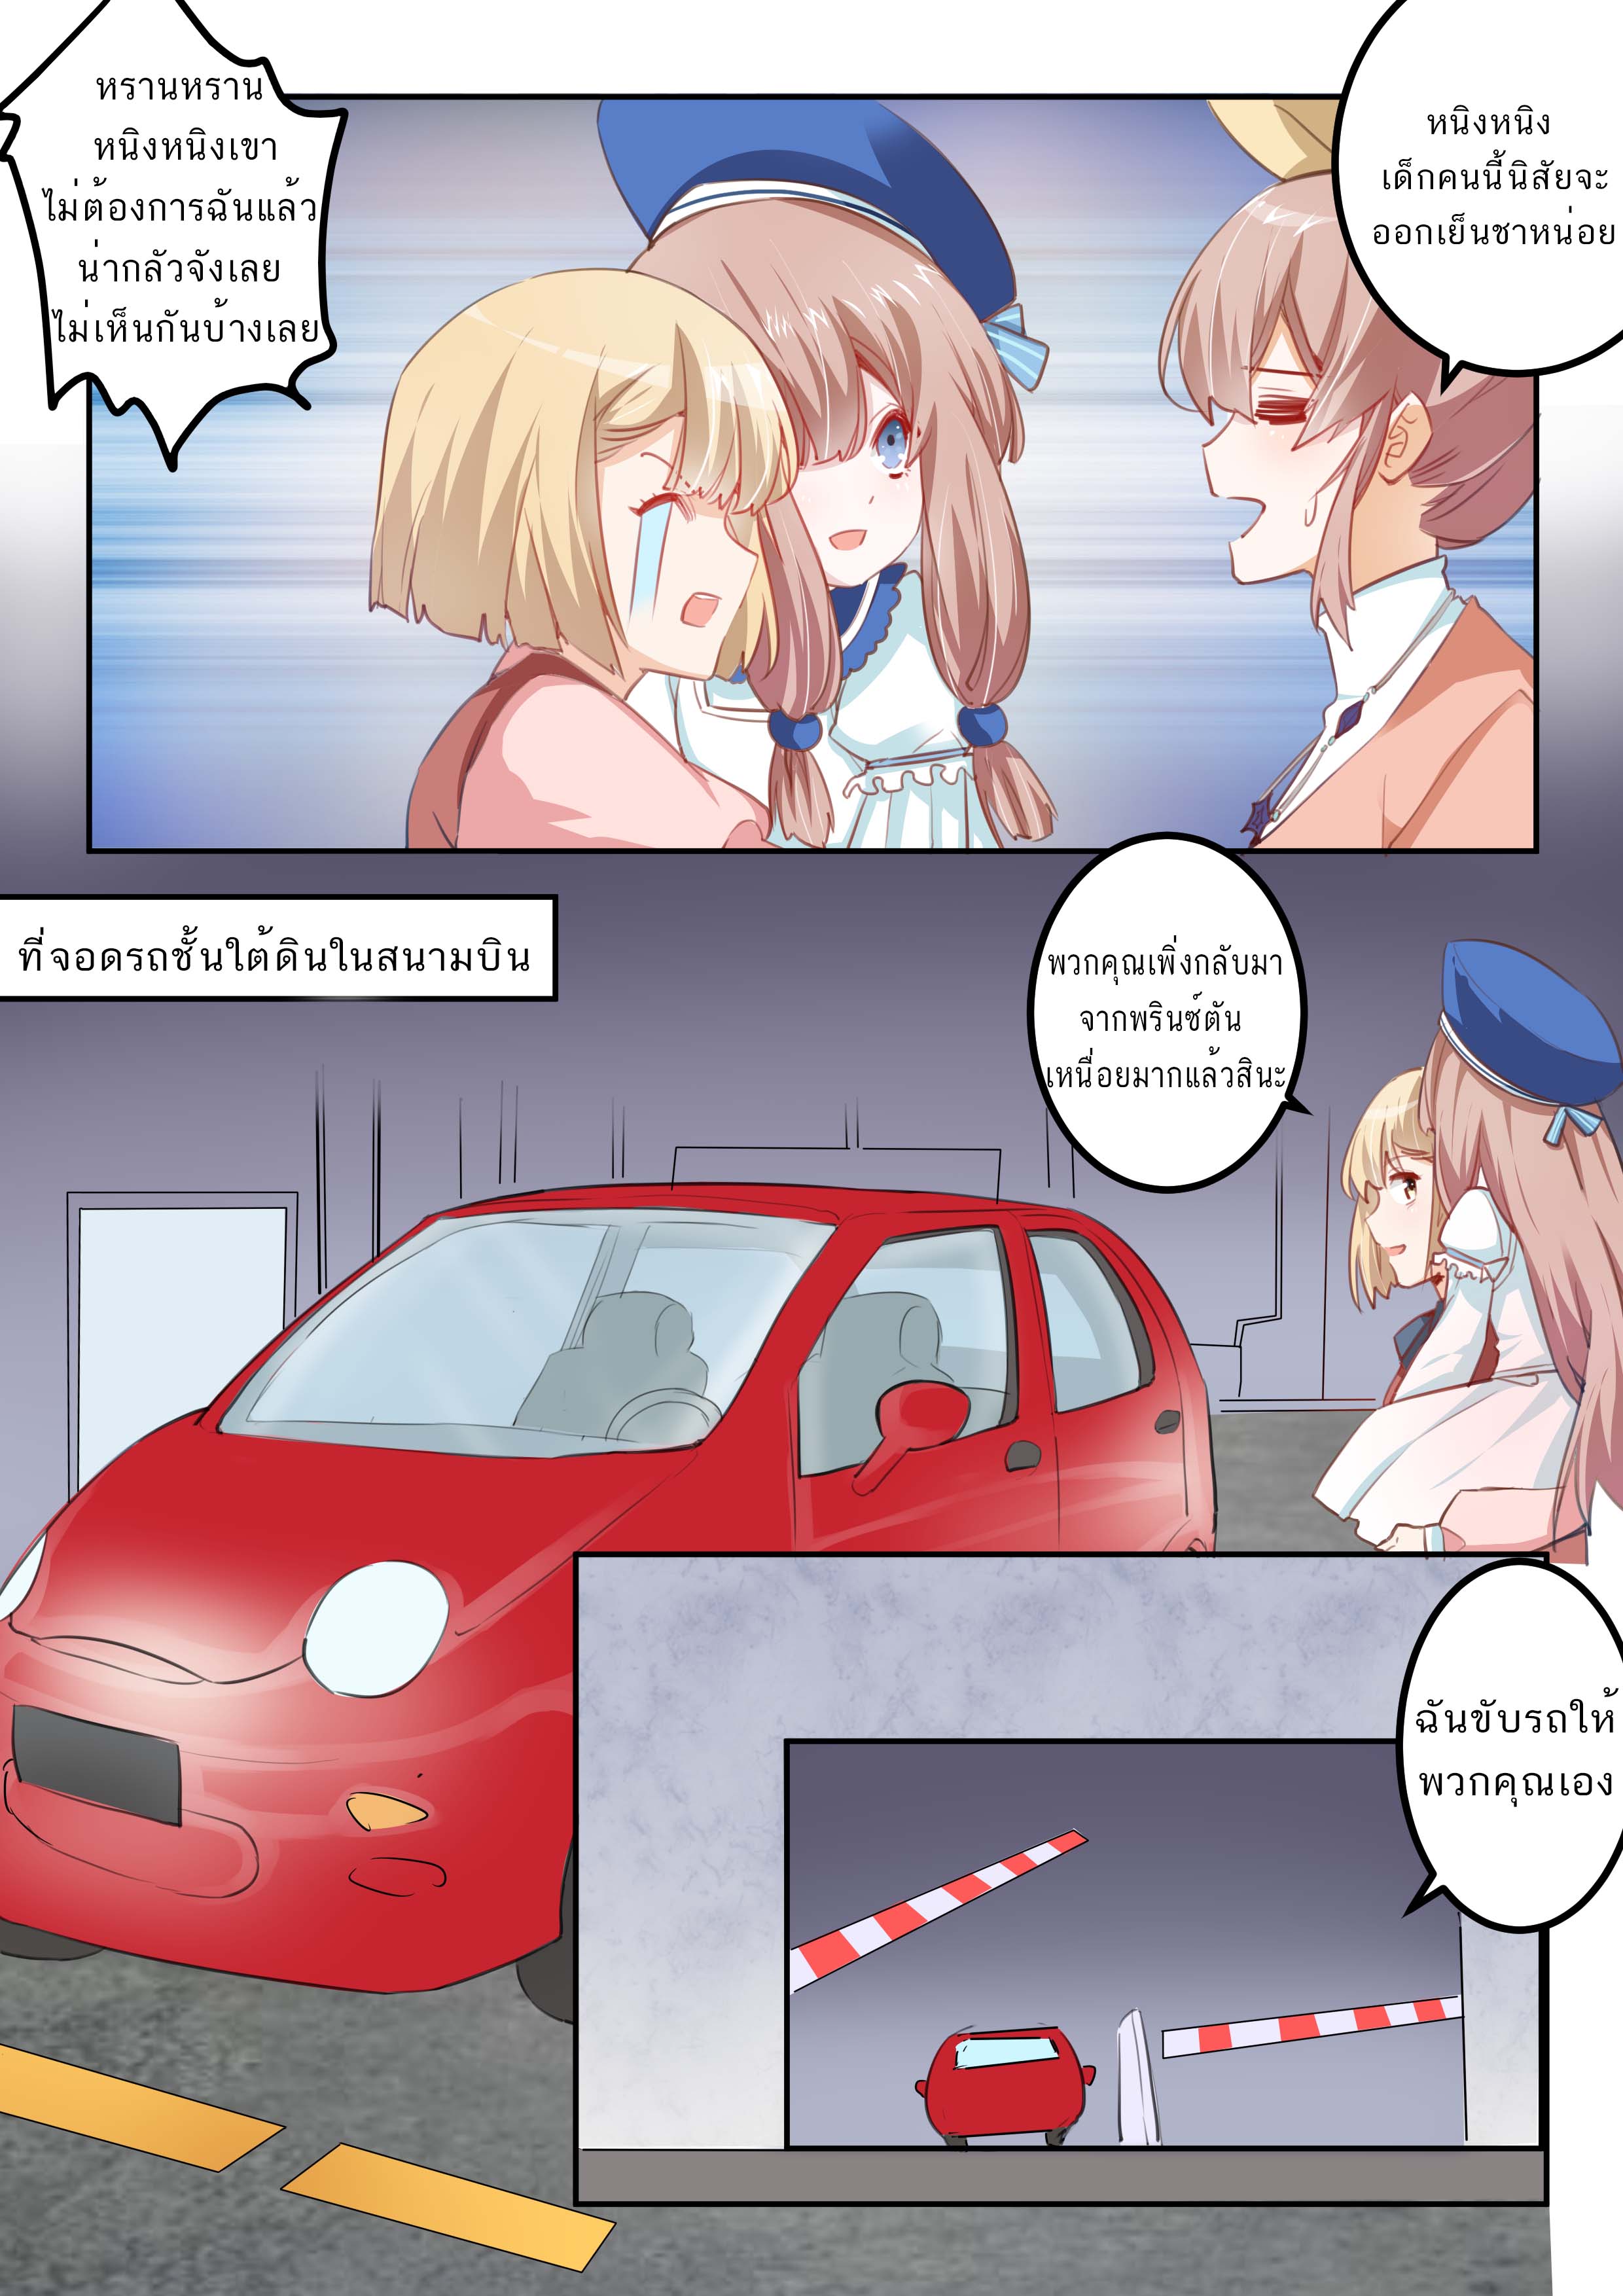 หรานหราน
หนิงหนิงเขา
ไม่ต้องการฉันแล้ว
น่ากลัวจังเลย
ไม่เห็นกันบ้างเลย
หนิงหนิง
เด็กคนนี้นิสัยจะ
ออกเย็นชาหน่อย
ที่จอดรถชั้นใต้ดินในสนามบิน
พวกคุณเพิ่งกลับมา
จากพรินซ์ตัน
เหนื่อยมากแล้วสินะ
ฉันขับรถให้
พวกคุณเอง